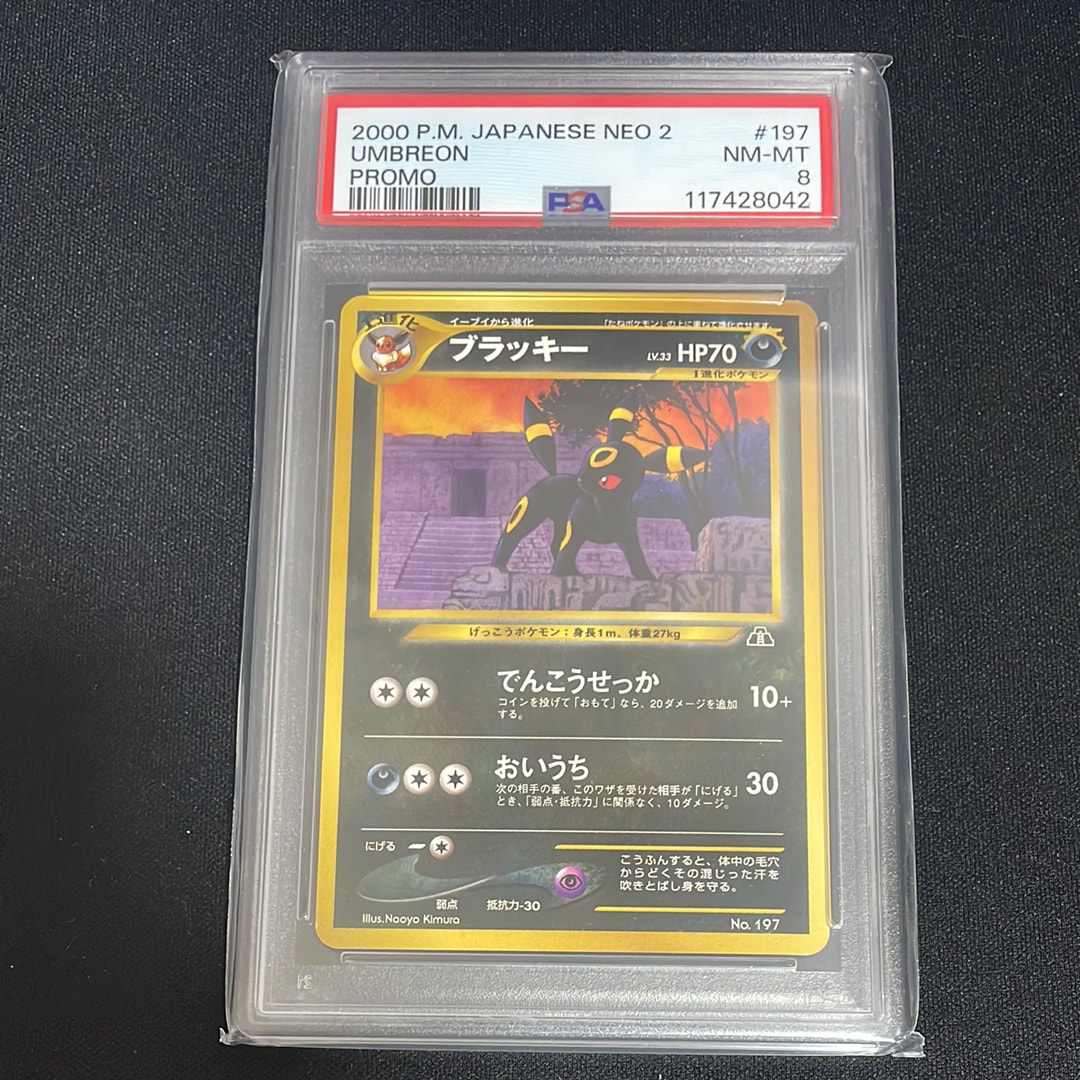 2000 P.M. JAPANESE NEO 2 #197
UMBREON NM-MT
PROMO 8
PSA 117428042
進化
イーブイから進化 「たねポケモン」の上に重ねて進化させます
ブラッキー LV.33 HP70
1進化ポケモン
げっこうポケモン：身長1m、体重27kg
でんこうせっか 10+
コインを投げて「おもて」なら、20ダメージを追加
する。
おいうち 30
次の相手の番、このワザを受けた相手が「にげる」
とき、「弱点・抵抗力」に関係なく、10ダメージ。
にげる
こうふんすると、体中の毛穴
からどくその混じった汗を
吹きとばし身を守る。
弱点 抵抗力-30
Illus.Naoyo Kimura
No. 197